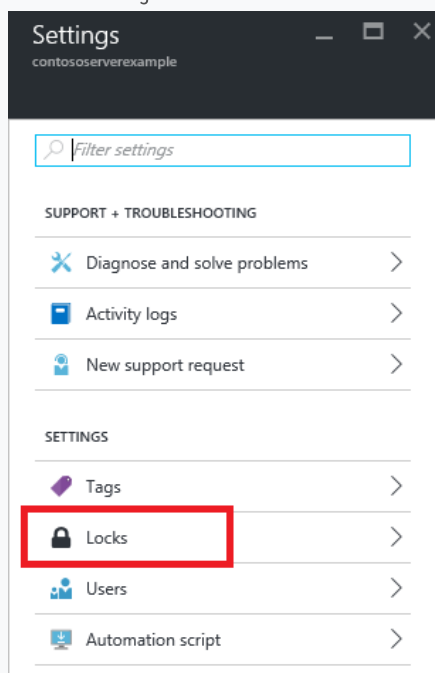 Settings
contososerverexample
Filter settings
SUPPORT + TROUBLESHOOTING
Diagnose and solve problems
Activity logs
New support request
SETTINGS
Tags
Locks
Users
Automation script